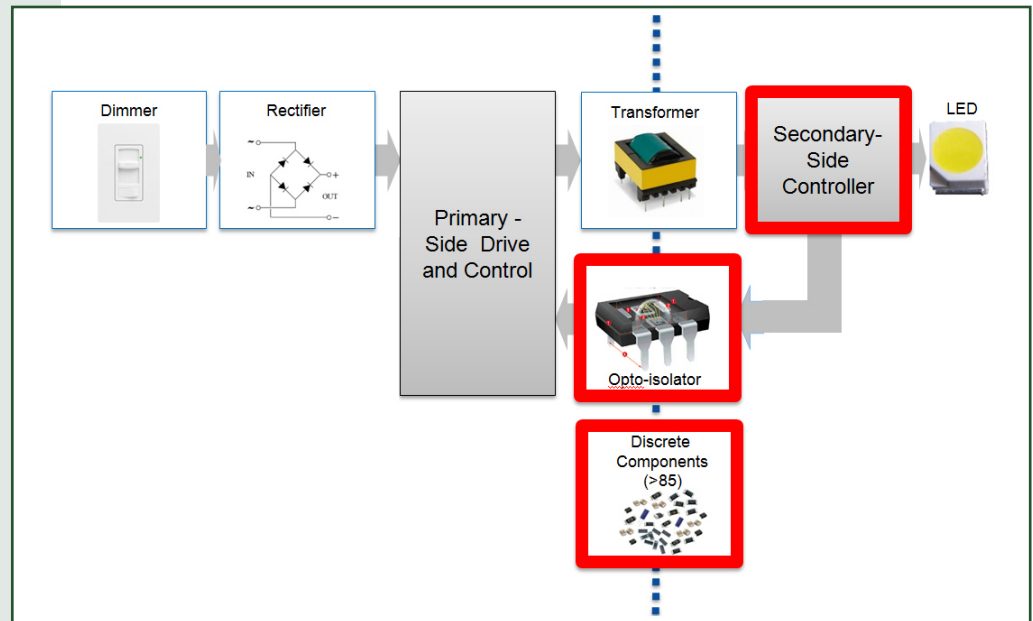 Dimmer
Rectifier
~
IN
+
OUT
~
−
Primary -
Side Drive
and Control
Transformer
Secondary-
Side
Controller
LED
Opto-isolator
Discrete
Components
(>85)